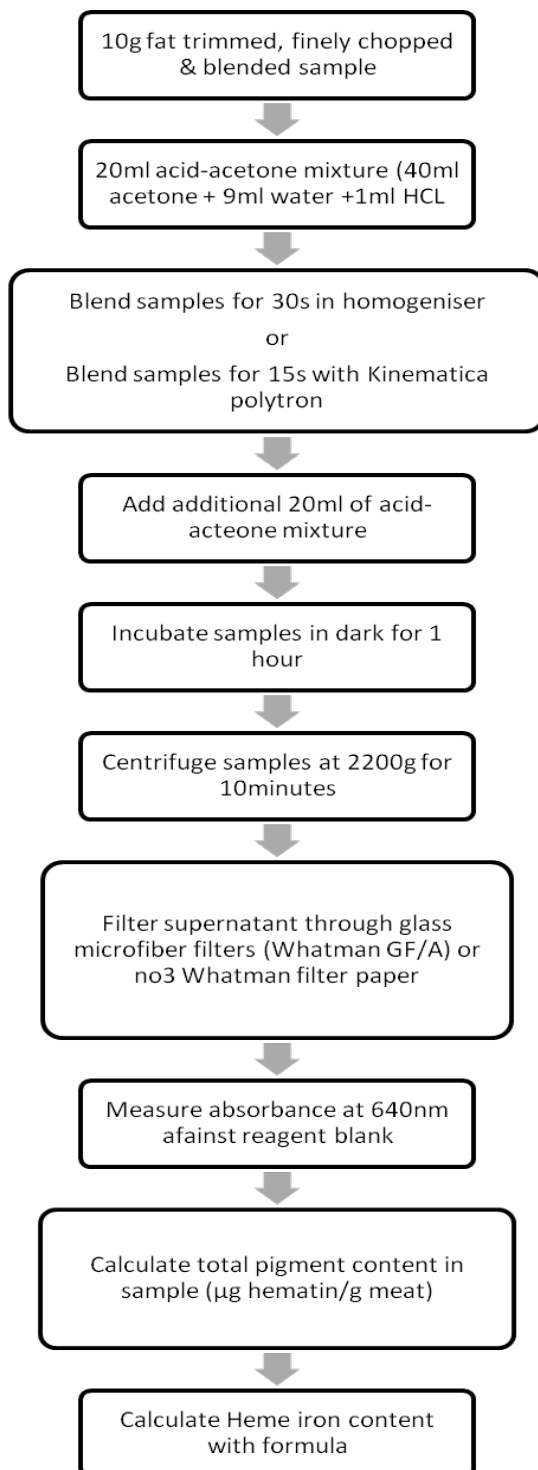 10g fat trimmed, finely chopped
& blended sample
20ml acid-acetone mixture (40ml
acetone + 9ml water +1ml HCL
Blend samples for 30s in homogeniser
or
Blend samples for 15s with Kinematica
polytron
Add additional 20ml of acid-
acteone mixture
Incubate samples in dark for 1
hour
Centrifuge samples at 2200g for
10minutes
Filter supernatant through glass
microfiber filters (Whatman GF/A) or
no3 Whatman filter paper
Measure absorbance at 640nm
afainst reagent blank
Calculate total pigment content in
sample (µg hematin/g meat)
Calculate Heme iron content
with formula